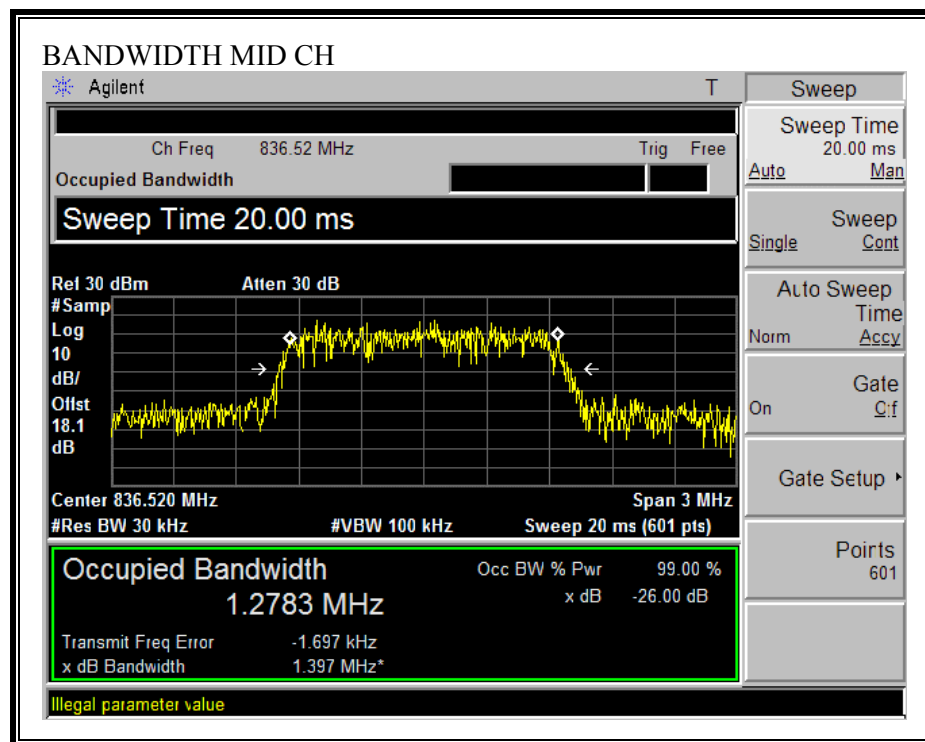 BANDWIDTH MID CH
Agilent T
Ch Freq 836.52 MHz Trig Free
Occupied Bandwidth
Sweep Time 20.00 ms
Ref 30 dBm Atten 30 dB
#Samp
Log
10
dB/
Offst
18.1
dB
Center 836.520 MHz Span 3 MHz
#Res BW 30 kHz #VBW 100 kHz Sweep 20 ms (601 pts)
Occupied Bandwidth Occ BW % Pwr 99.00 %
1.2783 MHz x dB -26.00 dB
Transmit Freq Error -1.697 kHz
x dB Bandwidth 1.397 MHz*
Illegal parameter value
Sweep
Sweep Time
20.00 ms
Auto Man
Sweep
Single Cont
Auto Sweep
Time
Norm Accy
Gate
On Off
Gate Setup
Points
601